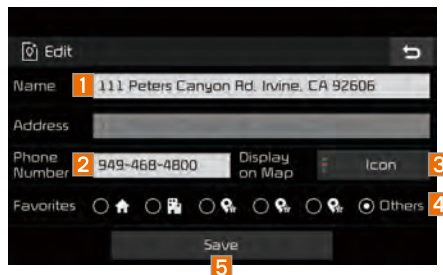 Edit
Name 1 111 Peters Canyon Rd, Irvine, CA 92606
Address
Phone Number 2 949-468-4800 Display on Map Icon 3
Favorites Others 4
Save
5